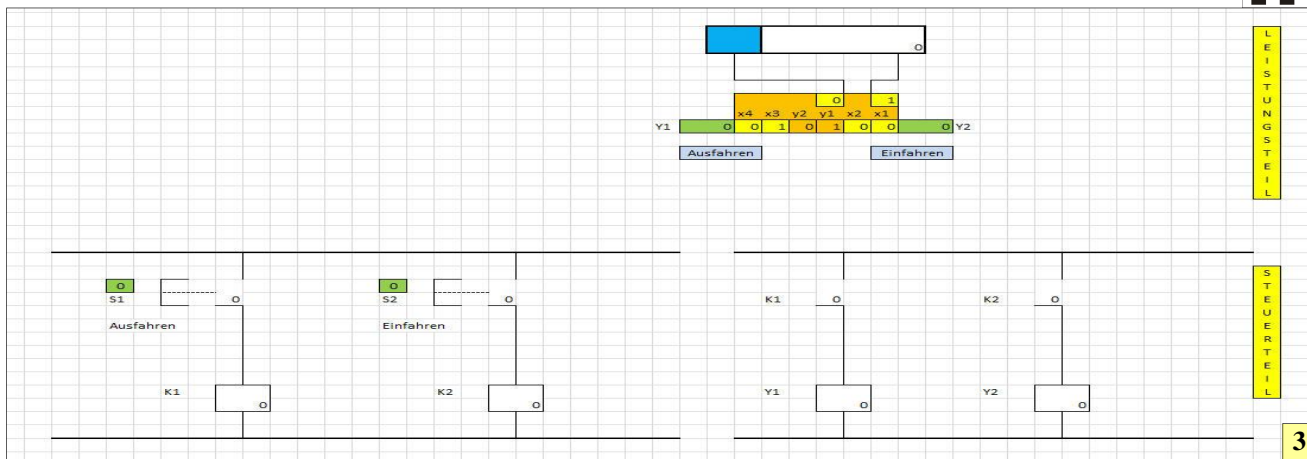 0
0 1
x4 x3 y2 y1 x2 x1
Y1 0 0 1 0 1 0 0 0 Y2
Ausfahren Einfahren
LEISTUNGSTEIL
0 0
S1 0 S2 0 K1 0 K2 0
Ausfahren Einfahren
K1 K2 Y1 Y2
0 0 0 0
STEUERTEIL
3